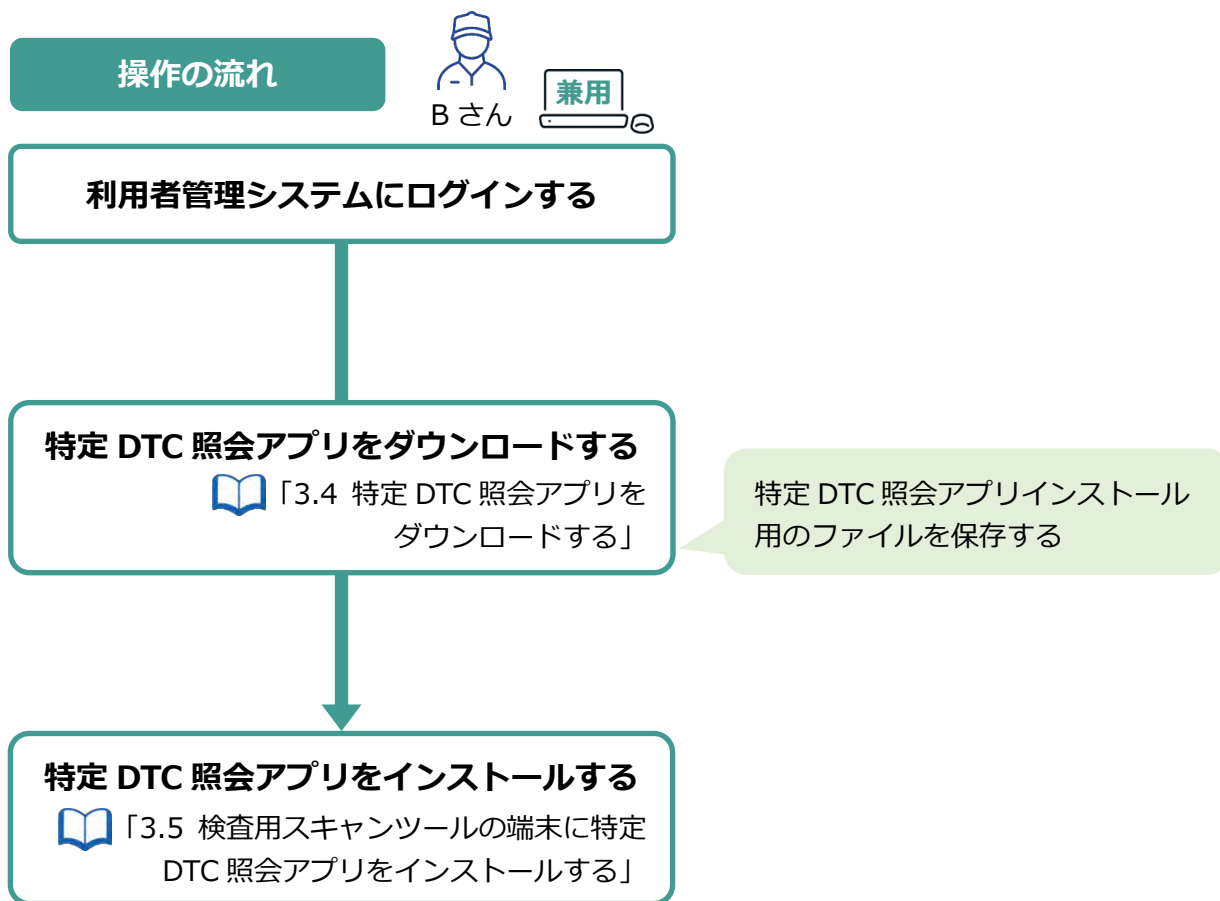 操作の流れ
B さん
兼用
利用者管理システムにログインする
特定 DTC 照会アプリをダウンロードする
「3.4 特定 DTC 照会アプリを
ダウンロードする」
特定 DTC 照会アプリインストール
用のファイルを保存する
特定 DTC 照会アプリをインストールする
「3.5 検査用スキャンツールの端末に特定
DTC 照会アプリをインストールする」